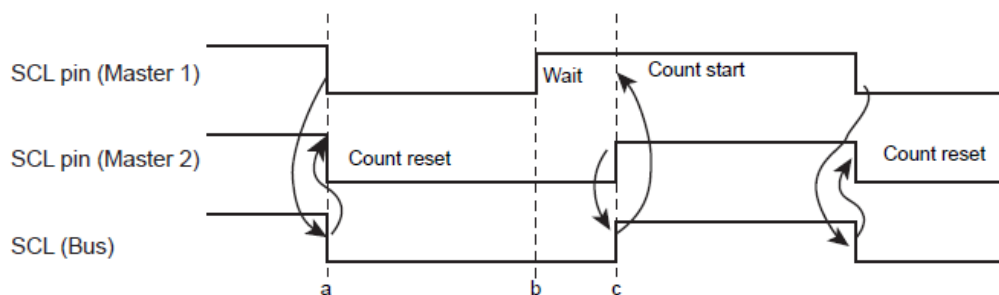 SCL pin (Master 1)
Wait
Count start
SCL pin (Master 2)
Count reset
Count reset
SCL (Bus)
a
b
c